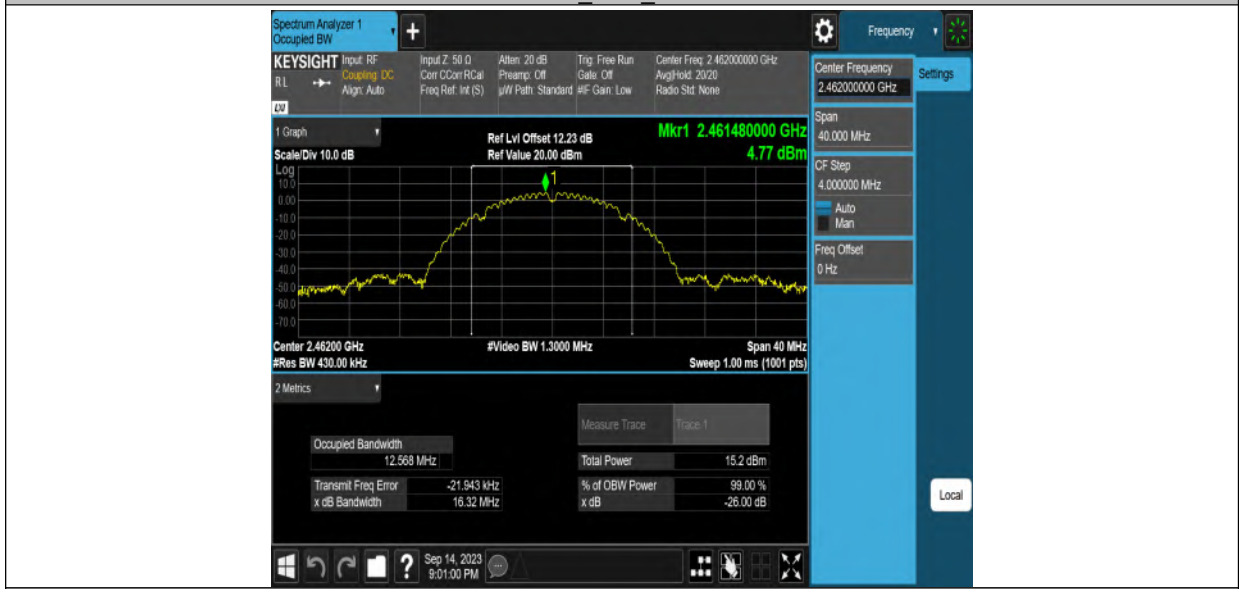 Spectrum Analyzer 1
Occupied BW
+
Frequency
KEYSIGHT
RL
LXI
Input: RF
Coupling: DC
Align: Auto
Input Z: 50 Ω
Corr CCorr RCal
Freq Ref: Int (S)
Atten: 20 dB
Preamp: Off
µW Path: Standard
Trig: Free Run
Gate: Off
#IF Gain: Low
Center Freq: 2.462000000 GHz
Avg|Hold: 20/20
Radio Std: None
Center Frequency
2.462000000 GHz
Settings
Span
40.000 MHz
CF Step
4.000000 MHz
Auto
Man
Freq Offset
0 Hz
1 Graph
Scale/Div 10.0 dB
Ref Lvl Offset 12.23 dB
Ref Value 20.00 dBm
Mkr1 2.461480000 GHz
4.77 dBm
Log
10.0
0.00
-10.0
-20.0
-30.0
-40.0
-50.0
-60.0
-70.0
1
Center 2.46200 GHz
#Video BW 1.3000 MHz
Span 40 MHz
#Res BW 430.00 kHz
Sweep 1.00 ms (1001 pts)
2 Metrics
Measure Trace Trace 1
Occupied Bandwidth
12.568 MHz
Total Power 15.2 dBm
Transmit Freq Error -21.943 kHz
% of OBW Power 99.00 %
x dB Bandwidth 16.32 MHz
x dB -26.00 dB
Local
?
Sep 14, 2023
9:01:00 PM